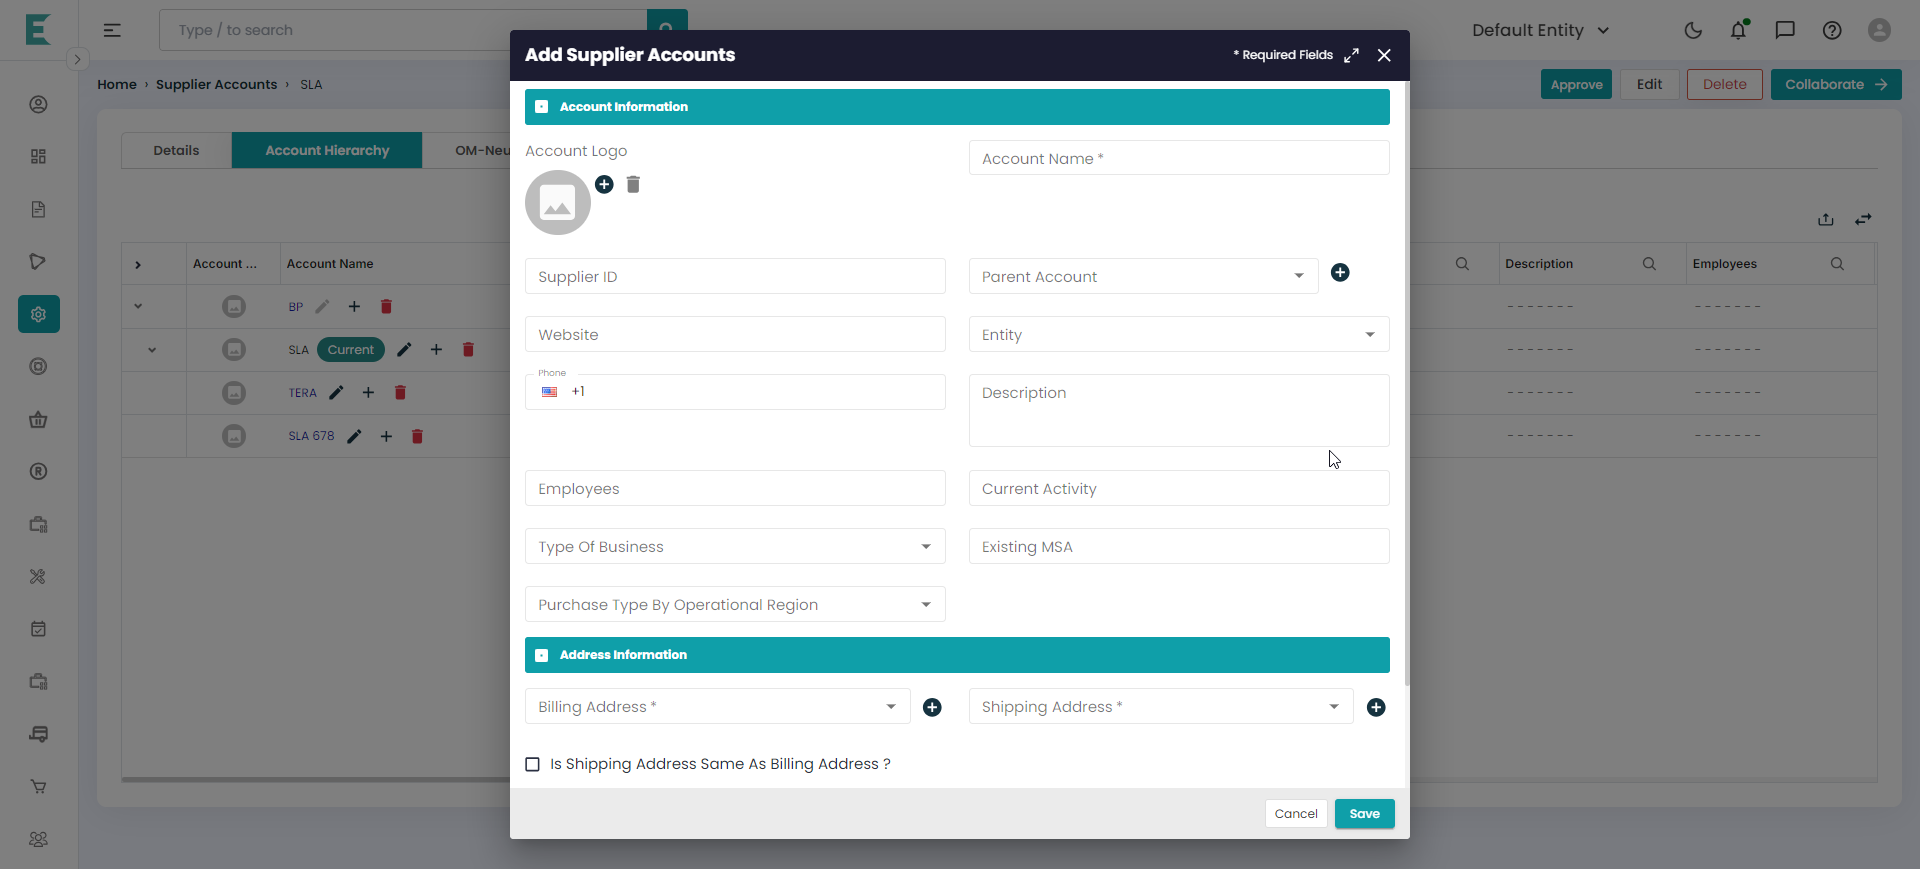 Type / to search
Default Entity
Home › Supplier Accounts › SLA
Approve
Edit
Delete
Collaborate
Details
Account Hierarchy
OM-Neu
Account ...
Account Name
Description
Employees
BP
- - - - - - -
- - - - - - -
SLA
Current
- - - - - - -
- - - - - - -
TERA
- - - - - - -
- - - - - - -
SLA 678
- - - - - - -
- - - - - - -
Add Supplier Accounts
* Required Fields
Account Information
Account Logo
Account Name *
Supplier ID
Parent Account
Website
Entity
Phone
+1
Description
Employees
Current Activity
Type Of Business
Existing MSA
Purchase Type By Operational Region
Address Information
Billing Address *
Shipping Address *
Is Shipping Address Same As Billing Address ?
Cancel
Save